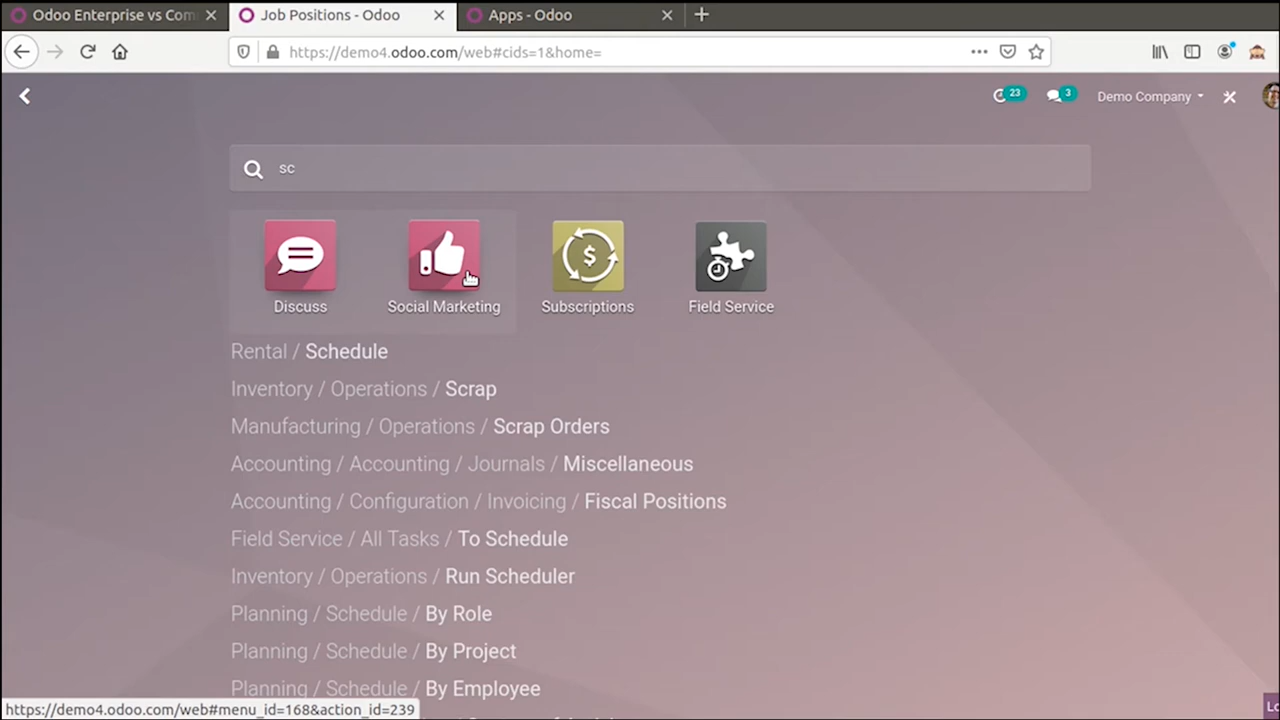 Odoo Enterprise vs Com
Job Positions - Odoo
Apps - Odoo
https://demo4.odoo.com/web#cids=1&home=
23
3
Demo Company
sc
Discuss
Social Marketing
Subscriptions
Field Service
Rental / Schedule
Inventory / Operations / Scrap
Manufacturing / Operations / Scrap Orders
Accounting / Accounting / Journals / Miscellaneous
Accounting / Configuration / Invoicing / Fiscal Positions
Field Service / All Tasks / To Schedule
Inventory / Operations / Run Scheduler
Planning / Schedule / By Role
Planning / Schedule / By Project
Planning / Schedule / By Employee
https://demo4.odoo.com/web#menu_id=168&action_id=239